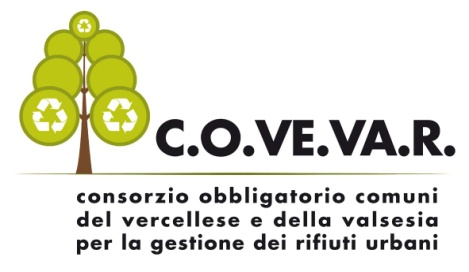 C.O.VE.VA.R.
consorzio obbligatorio comuni
del vercellese e della valsesia
per la gestione dei rifiuti urbani